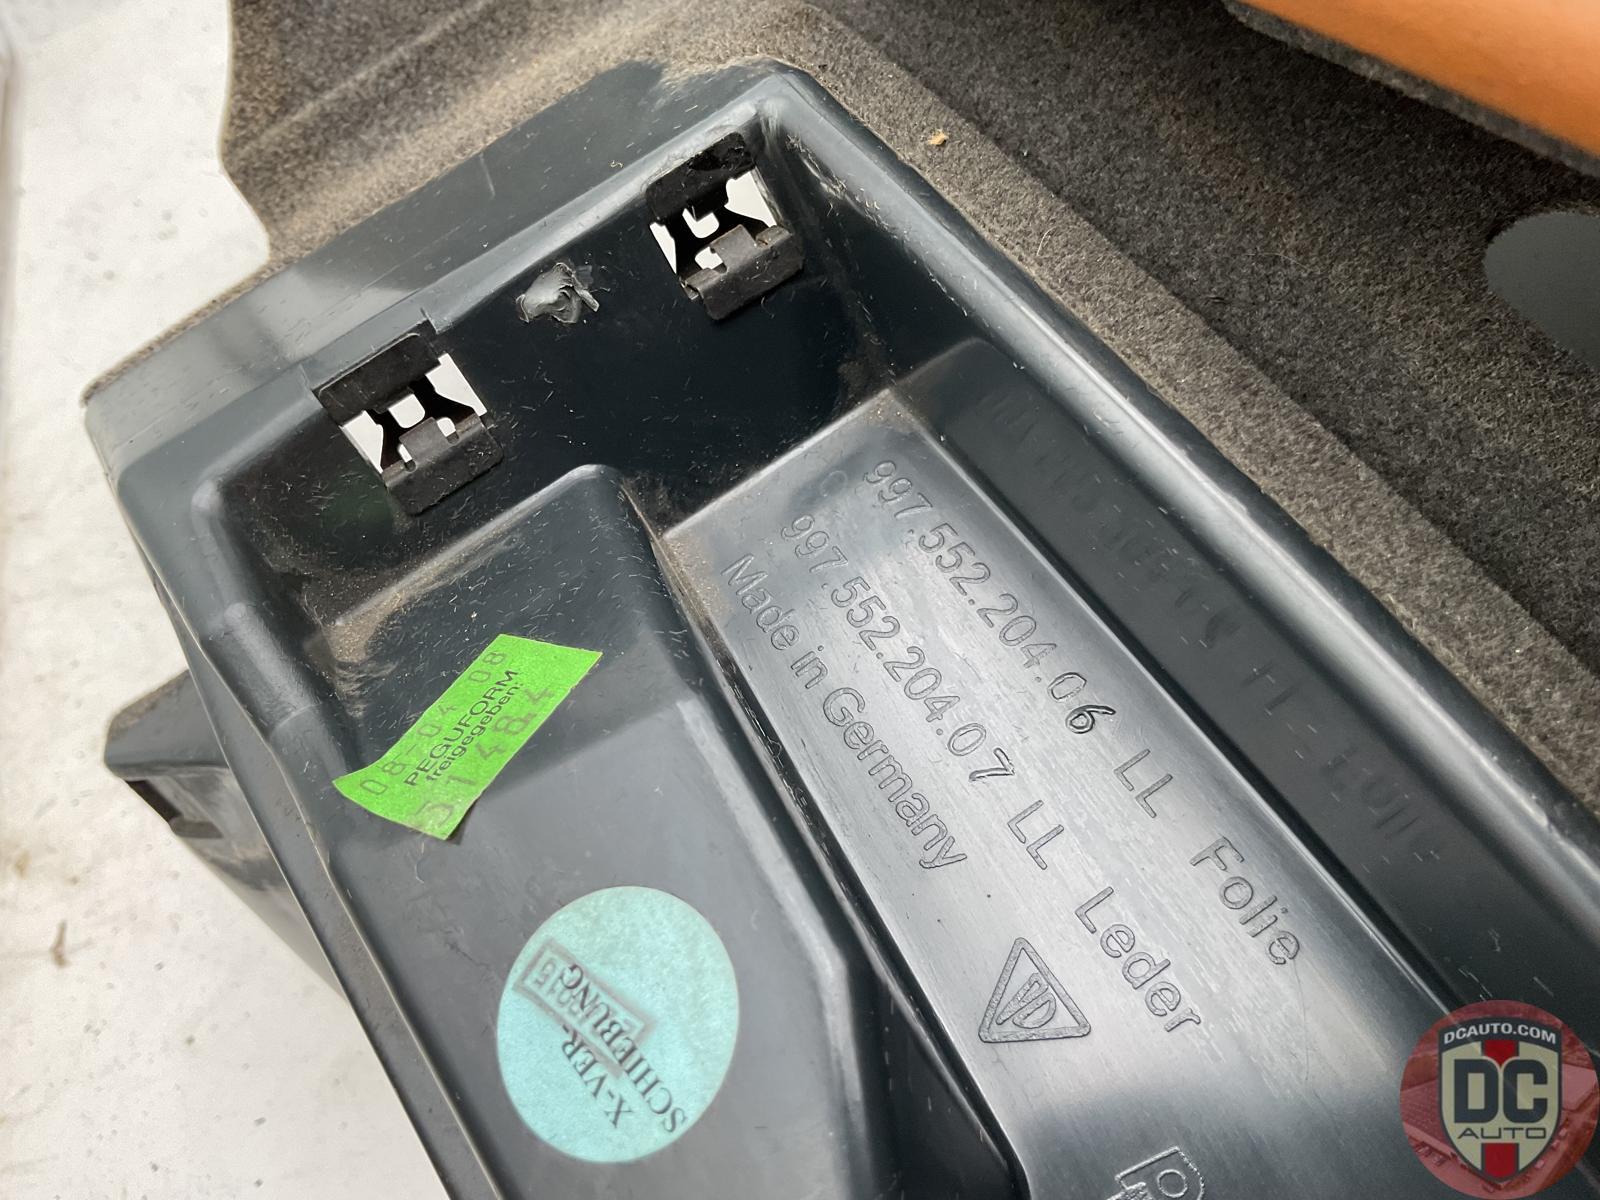 997.552.204.06 LL Folie
997.552.204.07 LL Leder
Made in Germany
08-04 08
PEGUFORM
freigegeben:
51484
X-VER-
SCHIEBUNG
DCAUTO.COM
DC
AUTO